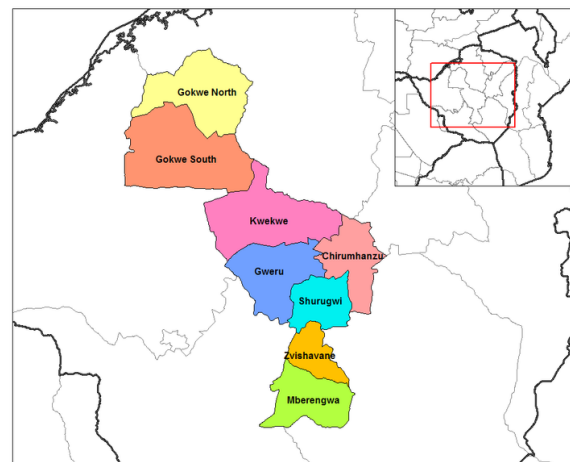 Gokwe North
Gokwe South
Kwekwe
Chirumhanzu
Gweru
Shurugwi
Zvishavane
Mberengwa